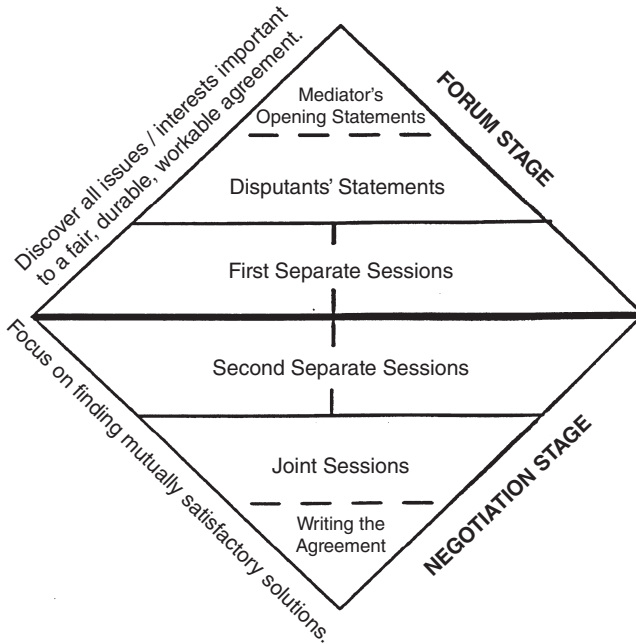 Discover all issues / interests important
to a fair, durable, workable agreement.
FORUM STAGE
Mediator's
Opening Statements
Disputants' Statements
First Separate Sessions
Second Separate Sessions
Joint Sessions
Writing the
Agreement
Focus on finding mutually satisfactory solutions.
NEGOTIATION STAGE